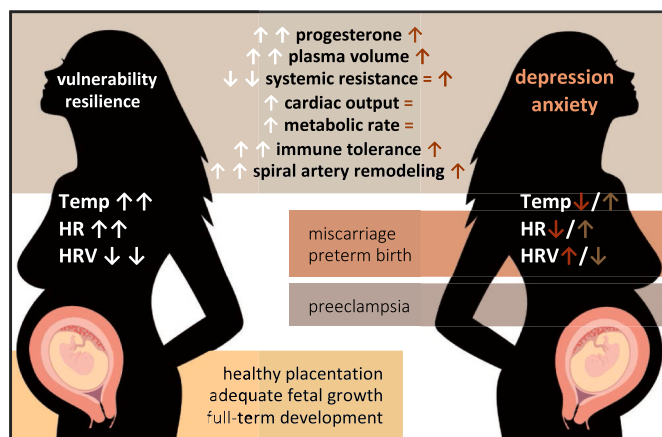 ↑ ↑ progesterone ↑
↑ ↑ plasma volume ↑
↓ ↓ systemic resistance = ↑
↑ cardiac output =
↑ metabolic rate =
↑ ↑ immune tolerance ↑
↑ ↑ spiral artery remodeling ↑
vulnerability
resilience
depression
anxiety
Temp ↑ ↑
HR ↑ ↑
HRV ↓ ↓
Temp ↓/↑
HR ↓/↑
HRV ↑/↓
miscarriage
preterm birth
preeclampsia
healthy placentation
adequate fetal growth
full-term development